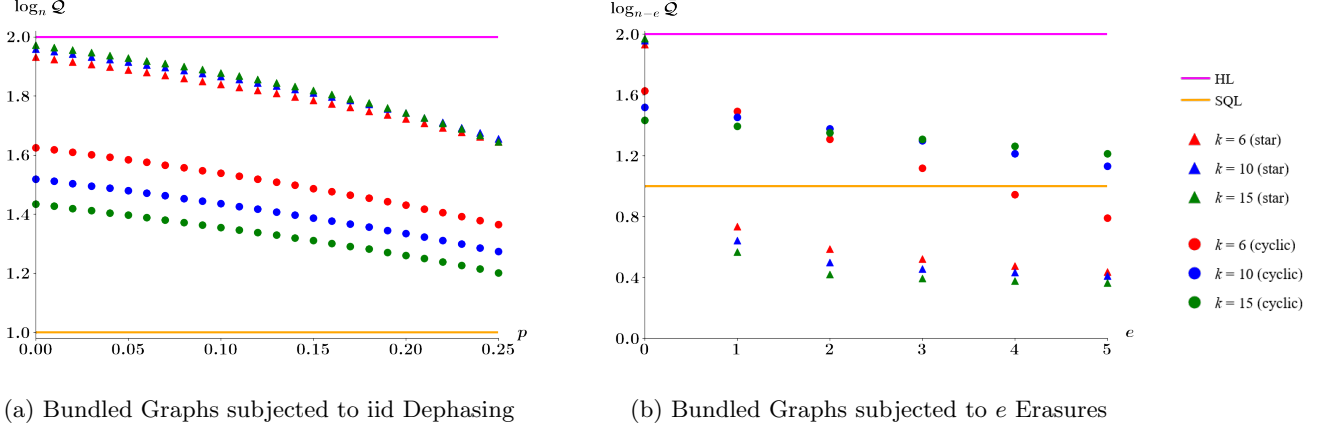 log_n 𝒬
2.0
1.8
1.6
1.4
1.2
1.0
0.00
0.05
0.10
0.15
0.20
0.25
p
(a) Bundled Graphs subjected to iid Dephasing
log_{n−e} 𝒬
2.0
1.6
1.2
0.8
0.4
0.0
0
1
2
3
4
5
e
(b) Bundled Graphs subjected to e Erasures
HL
SQL
k = 6 (star)
k = 10 (star)
k = 15 (star)
k = 6 (cyclic)
k = 10 (cyclic)
k = 15 (cyclic)